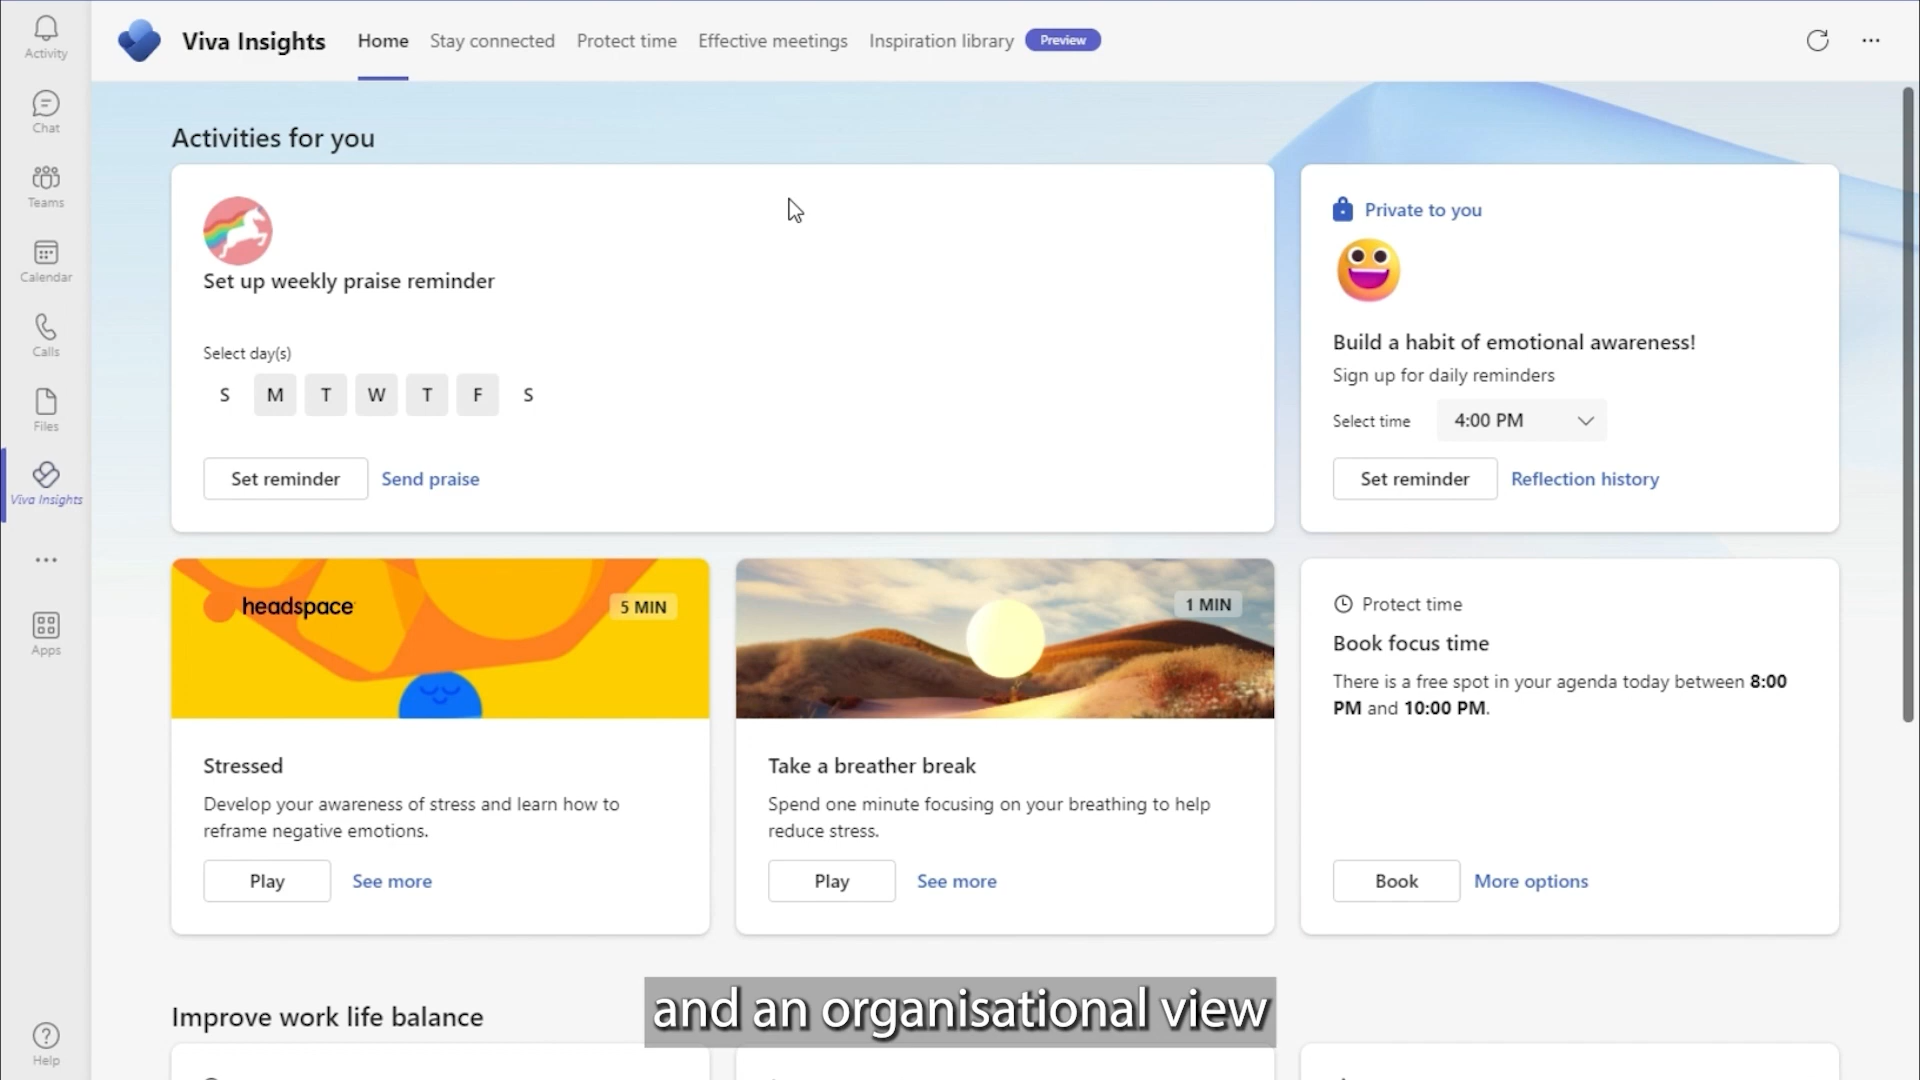 Activity
Chat
Teams
Calendar
Calls
Files
Viva Insights
Apps
Help
Viva Insights
Home
Stay connected
Protect time
Effective meetings
Inspiration library
Preview
Activities for you
Set up weekly praise reminder
Select day(s)
S M T W T F S
Set reminder
Send praise
Private to you
Build a habit of emotional awareness!
Sign up for daily reminders
Select time
4:00 PM
Set reminder
Reflection history
headspace
5 MIN
Stressed
Develop your awareness of stress and learn how to
reframe negative emotions.
Play
See more
1 MIN
Take a breather break
Spend one minute focusing on your breathing to help
reduce stress.
Play
See more
Protect time
Book focus time
There is a free spot in your agenda today between 8:00
PM and 10:00 PM.
Book
More options
Improve work life balance
and an organisational view